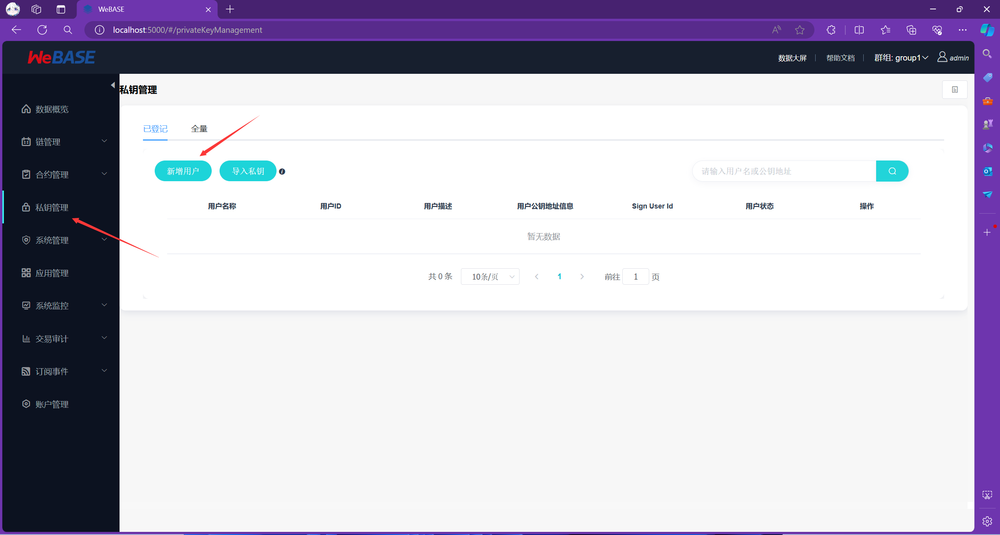 WeBASE
localhost:5000/#/privateKeyManagement
WeBASE
数据大屏 帮助文档 群组: group1 admin
私钥管理
数据概览
链管理
合约管理
私钥管理
系统管理
应用管理
系统监控
交易审计
订阅事件
账户管理
已登记 全量
新增用户 导入私钥 请输入用户名或公钥地址
用户名称 用户ID 用户描述 用户公钥地址信息 Sign User Id 用户状态 操作
暂无数据
共 0 条 10条/页 1 前往 1 页